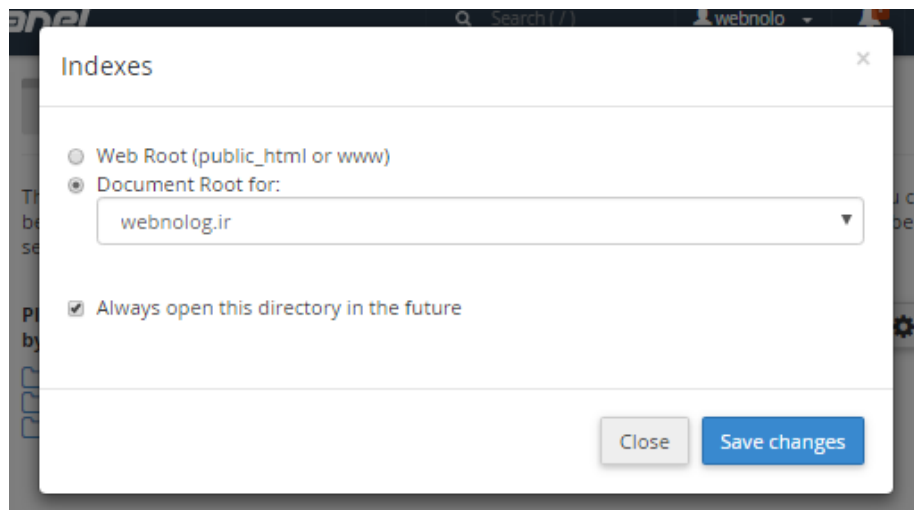 Search ( / )
webnolo
Indexes
×
Web Root (public_html or www)
Document Root for:
webnolog.ir
Always open this directory in the future
Close
Save changes